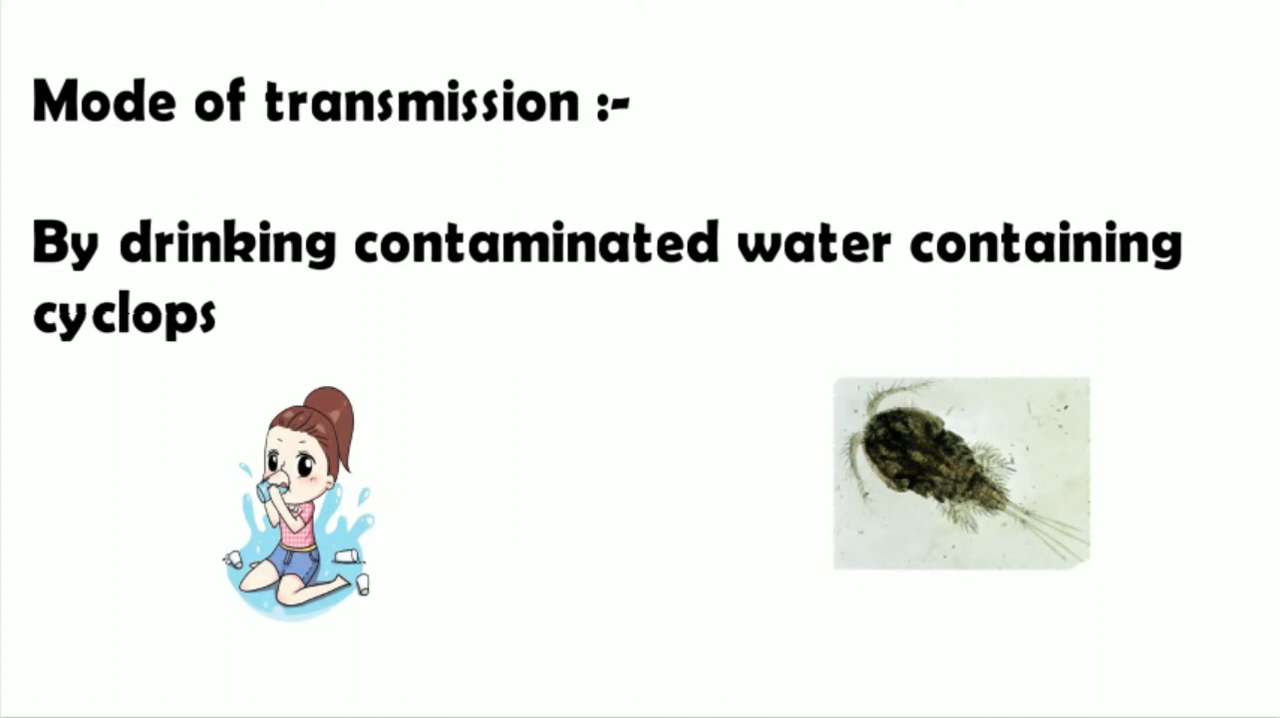 Mode of transmission :-
By drinking contaminated water containing
cyclops